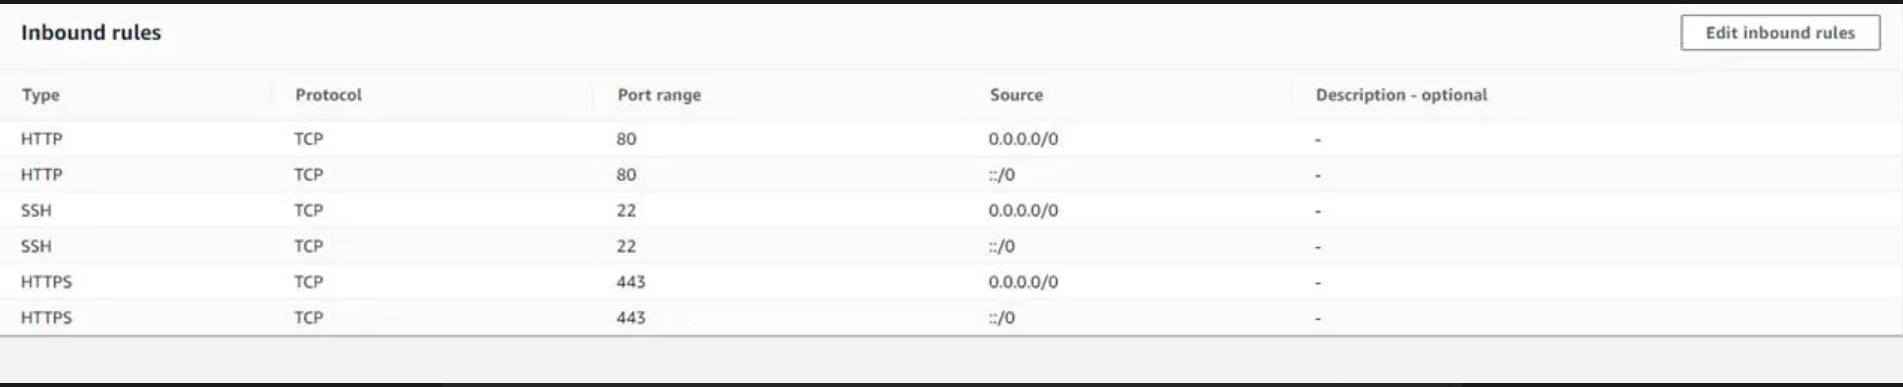 Inbound rules Edit inbound rules
Type Protocol Port range Source Description - optional
HTTP TCP 80 0.0.0.0/0 -
HTTP TCP 80 ::/0 -
SSH TCP 22 0.0.0.0/0 -
SSH TCP 22 ::/0 -
HTTPS TCP 443 0.0.0.0/0 -
HTTPS TCP 443 ::/0 -